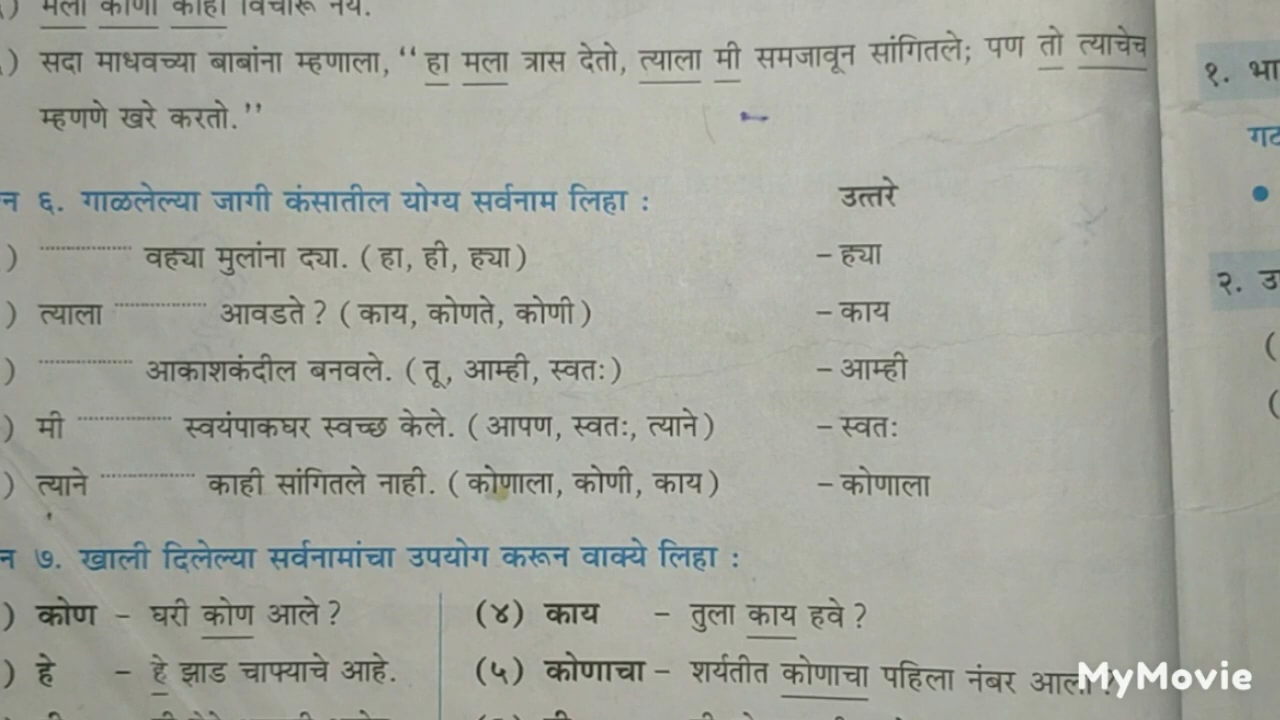 मला कोणी काही विचारू नये.
) सदा माधवच्या बाबांना म्हणाला, “ हा मला त्रास देतो, त्याला मी समजावून सांगितले; पण तो त्याचेच
म्हणणे खरे करतो.”
१. भा
गट
न ६. गाळलेल्या जागी कंसातील योग्य सर्वनाम लिहा : उत्तरे
) ............... वह्या मुलांना द्या. ( हा, ही, ह्या ) – ह्या
२. उ
) त्याला ............... आवडते ? ( काय, कोणते, कोणी ) – काय
(
) ............... आकाशकंदील बनवले. ( तू, आम्ही, स्वतः ) – आम्ही
(
) मी ............... स्वयंपाकघर स्वच्छ केले. ( आपण, स्वतः, त्याने ) – स्वतः
) त्याने ............... काही सांगितले नाही. ( कोणाला, कोणी, काय ) – कोणाला
न ७. खाली दिलेल्या सर्वनामांचा उपयोग करून वाक्ये लिहा :
) कोण – घरी कोण आले ? (४) काय – तुला काय हवे ?
) हे – हे झाड चाफ्याचे आहे. (५) कोणाचा – शर्यतीत कोणाचा पहिला नंबर आला ?
MyMovie